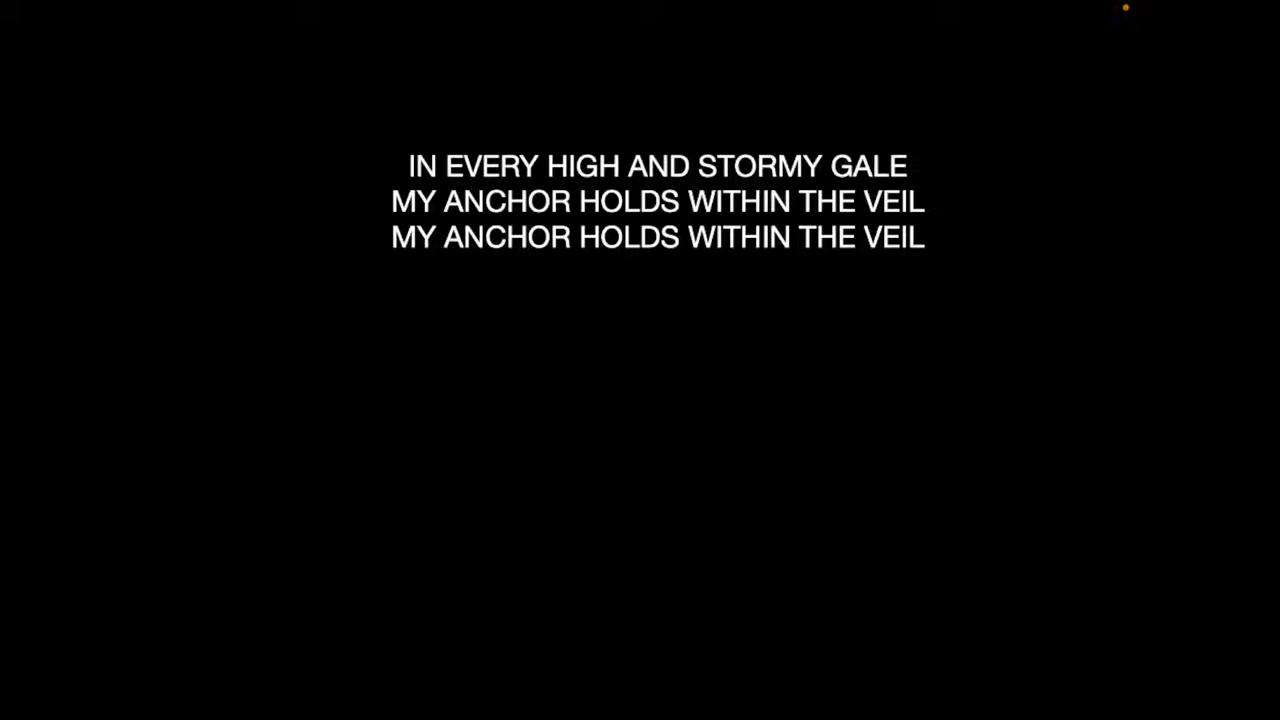 IN EVERY HIGH AND STORMY GALE
MY ANCHOR HOLDS WITHIN THE VEIL
MY ANCHOR HOLDS WITHIN THE VEIL